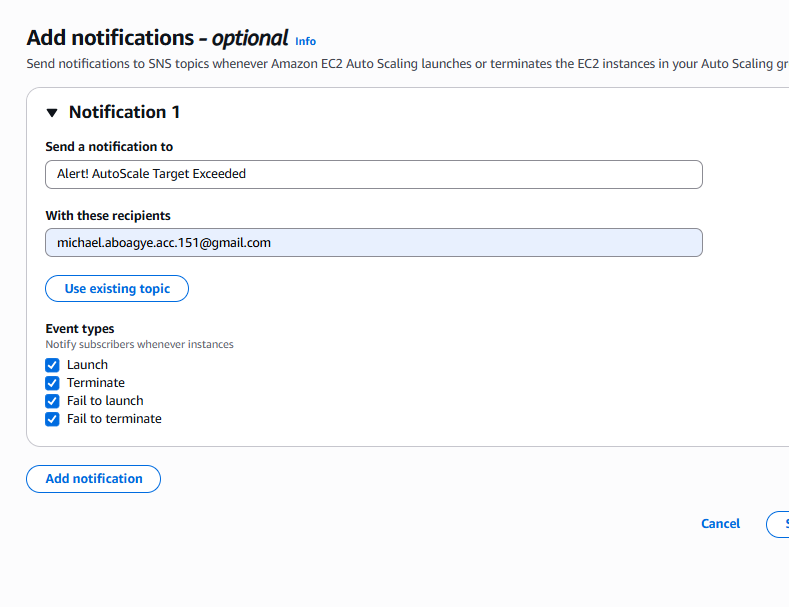 Add notifications - optional Info
Send notifications to SNS topics whenever Amazon EC2 Auto Scaling launches or terminates the EC2 instances in your Auto Scaling gr
Notification 1
Send a notification to
Alert! AutoScale Target Exceeded
With these recipients
michael.aboagye.acc.151@gmail.com
Use existing topic
Event types
Notify subscribers whenever instances
Launch
Terminate
Fail to launch
Fail to terminate
Add notification
Cancel